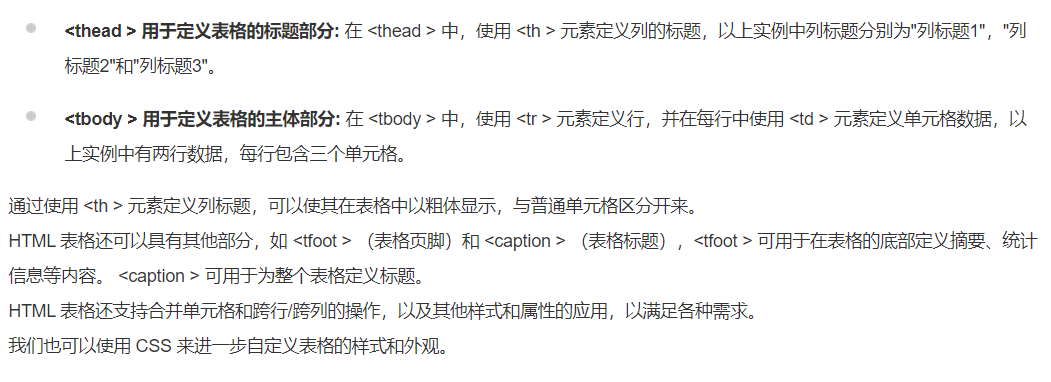 <thead > 用于定义表格的标题部分: 在 <thead > 中，使用 <th > 元素定义列的标题，以上实例中列标题分别为"列标题1"，"列
标题2"和"列标题3"。
<tbody > 用于定义表格的主体部分: 在 <tbody > 中，使用 <tr > 元素定义行，并在每行中使用 <td > 元素定义单元格数据，以
上实例中有两行数据，每行包含三个单元格。
通过使用 <th > 元素定义列标题，可以使其在表格中以粗体显示，与普通单元格区分开来。
HTML 表格还可以具有其他部分，如 <tfoot > （表格页脚）和 <caption > （表格标题），<tfoot > 可用于在表格的底部定义摘要、统计
信息等内容。 <caption > 可用于为整个表格定义标题。
HTML 表格还支持合并单元格和跨行/跨列的操作，以及其他样式和属性的应用，以满足各种需求。
我们也可以使用 CSS 来进一步自定义表格的样式和外观。